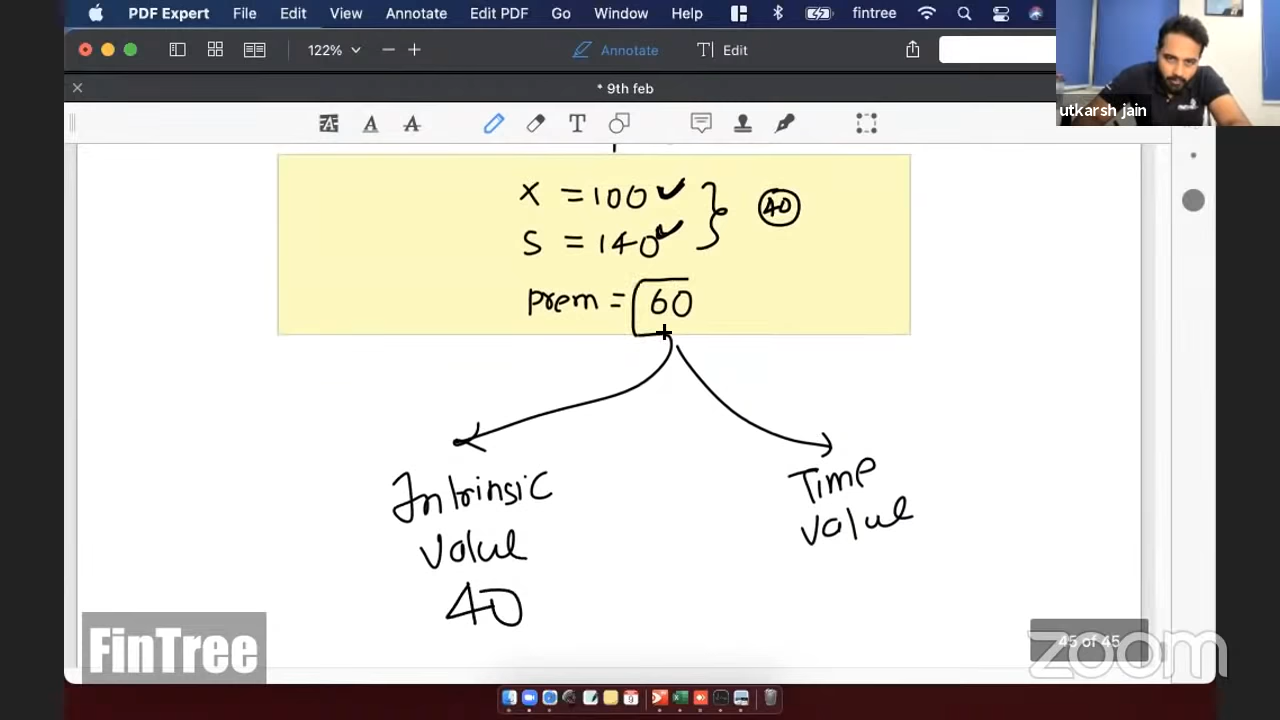 PDF Expert File Edit View Annotate Edit PDF Go Window Help fintree
122% Annotate T| Edit
* 9th feb
utkarsh jain
A A A T
X = 100
40
S = 140
prem = 60
Intrinsic
value
40
Time
value
FinTree
45 of 45
zoom